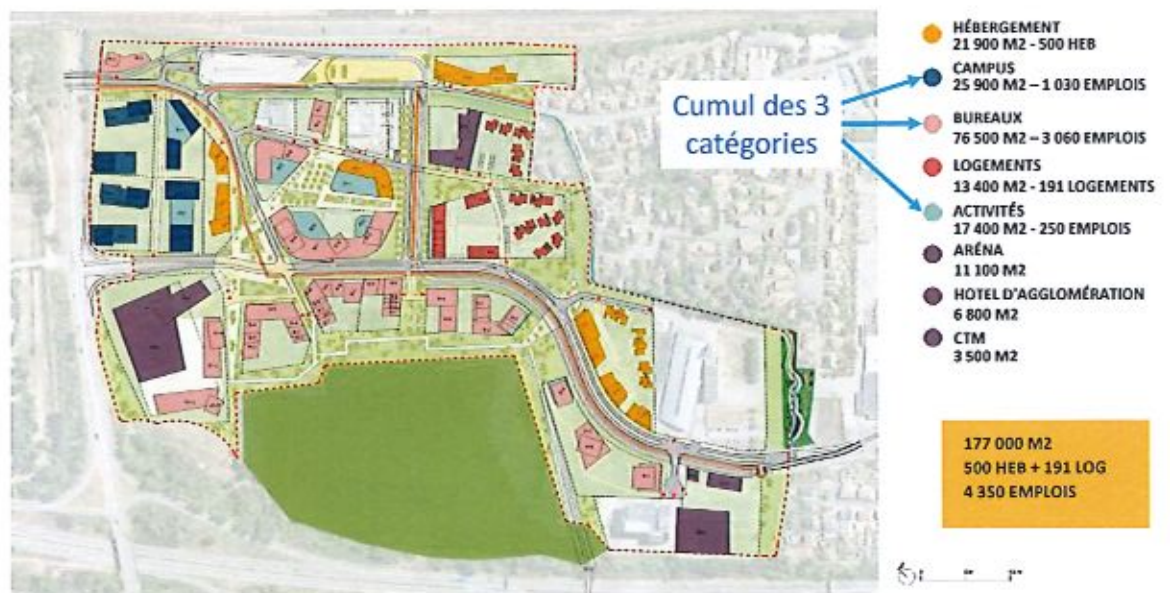 HÉBERGEMENT
21 900 M2 - 500 HEB
CAMPUS
25 900 M2 – 1 030 EMPLOIS
Cumul des 3
catégories
BUREAUX
76 500 M2 – 3 060 EMPLOIS
LOGEMENTS
13 400 M2 - 191 LOGEMENTS
ACTIVITÉS
17 400 M2 - 250 EMPLOIS
ARÉNA
11 100 M2
HOTEL D'AGGLOMÉRATION
6 800 M2
CTM
3 500 M2
177 000 M2
500 HEB + 191 LOG
4 350 EMPLOIS